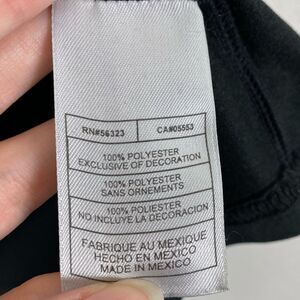 RN#56323 CA#05553
100% POLYESTER
EXCLUSIVE OF DECORATION
100% POLYESTER
SANS ORNEMENTS
100% POLIESTER
NO INCLUYE LA DECORACION
FABRIQUE AU MEXIQUE
HECHO EN MEXICO
MADE IN MEXICO